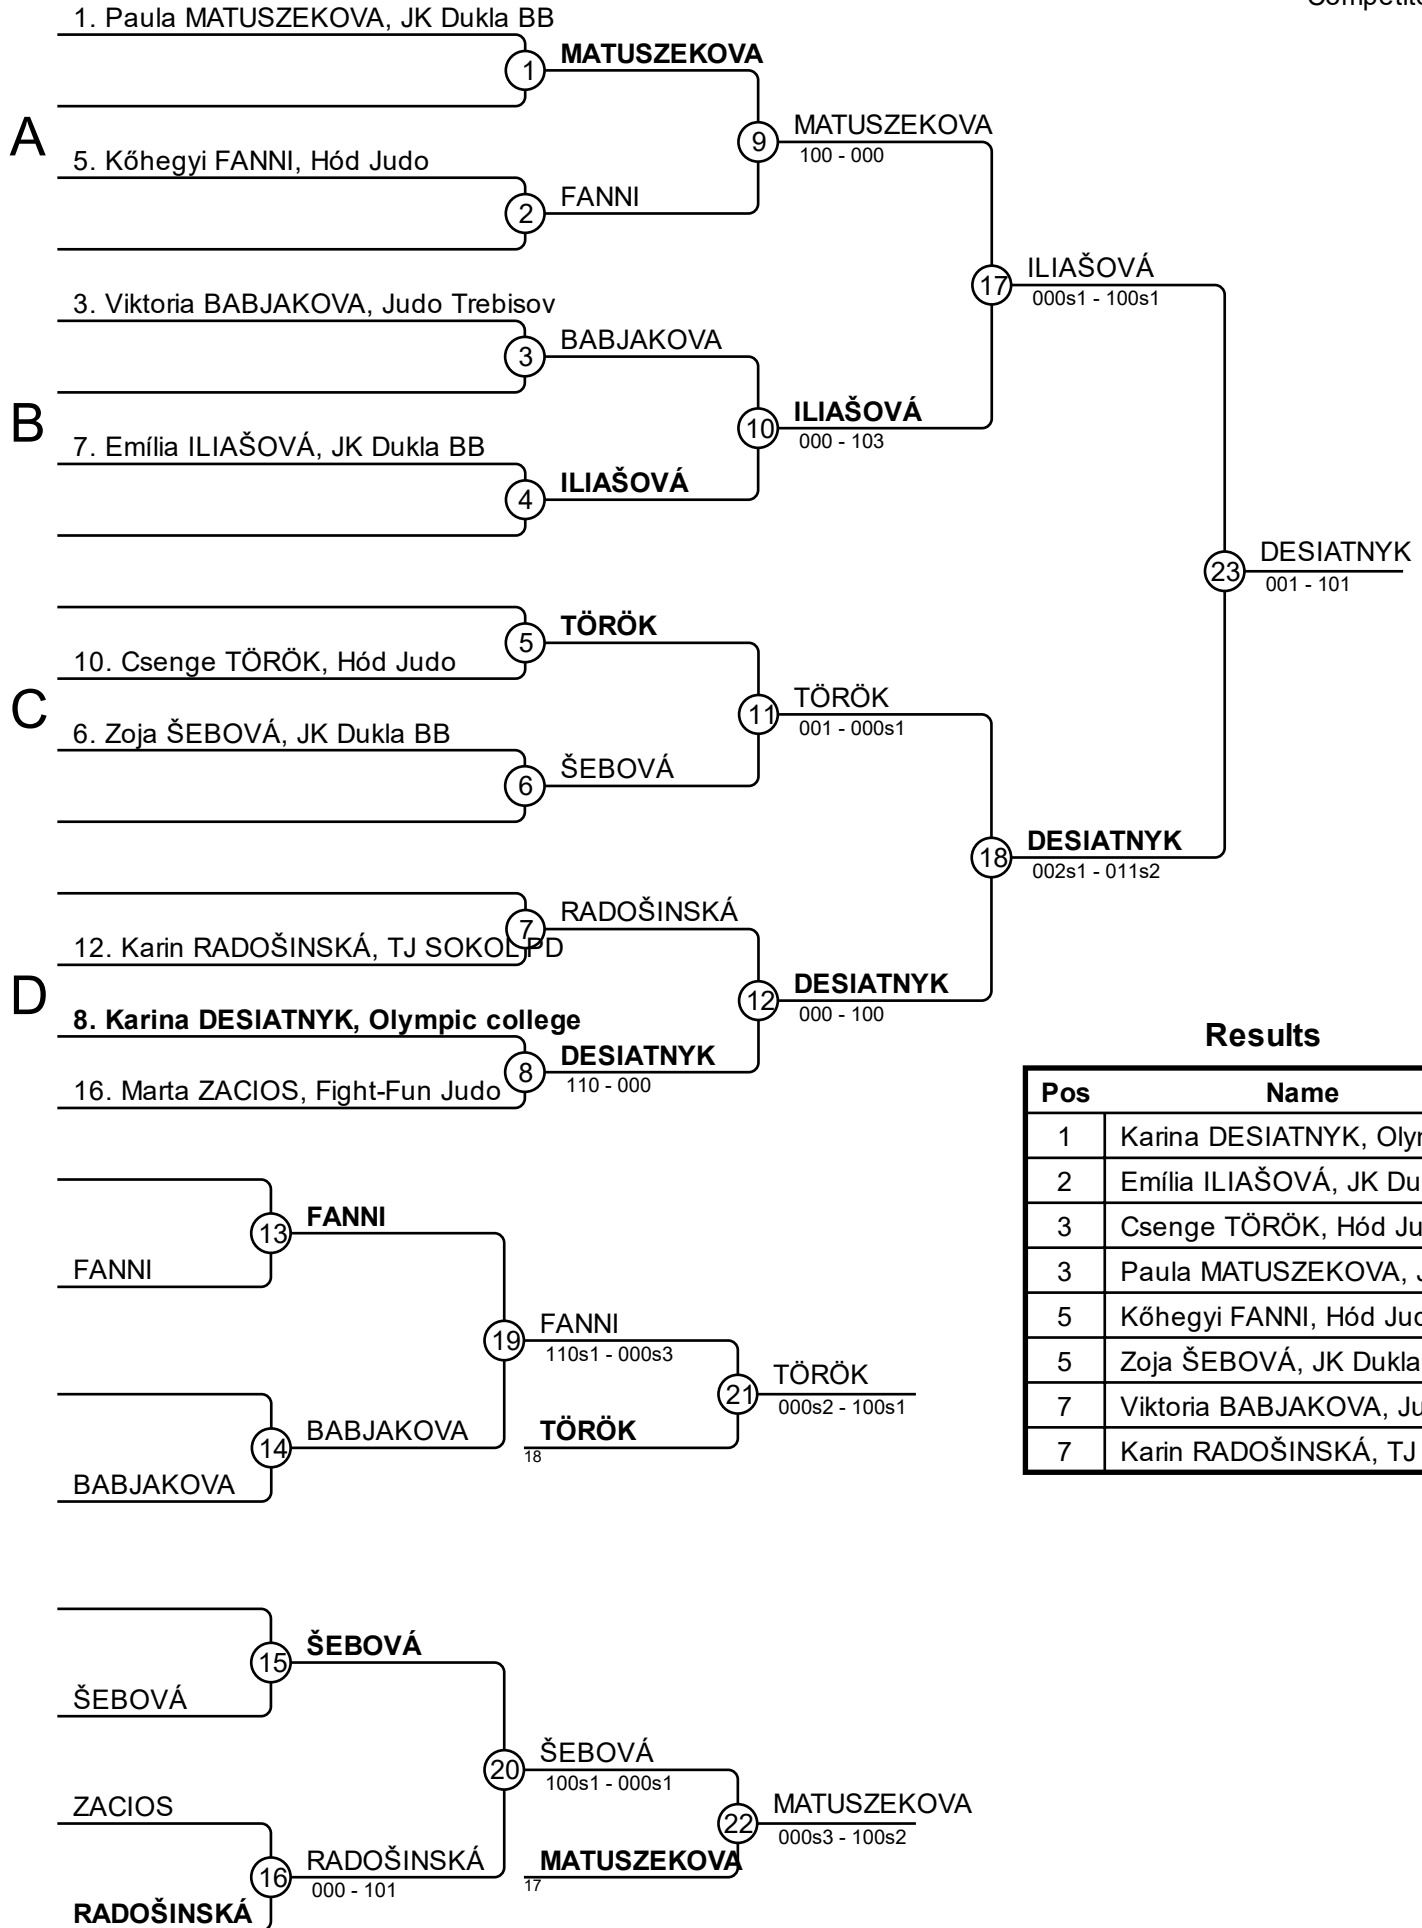 1. Paula MATUSZEKOVA, JK Dukla BB
1
MATUSZEKOVA
A
9
MATUSZEKOVA
100 - 000
5. Kőhegyi FANNI, Hód Judo
2
FANNI
17
ILIAŠOVÁ
000s1 - 100s1
3. Viktoria BABJAKOVA, Judo Trebisov
3
BABJAKOVA
B
10
ILIAŠOVÁ
000 - 103
7. Emília ILIAŠOVÁ, JK Dukla BB
4
ILIAŠOVÁ
23
DESIATNYK
001 - 101
5
TÖRÖK
10. Csenge TÖRÖK, Hód Judo
C
11
TÖRÖK
001 - 000s1
6. Zoja ŠEBOVÁ, JK Dukla BB
6
ŠEBOVÁ
18
DESIATNYK
002s1 - 011s2
7
RADOŠINSKÁ
12. Karin RADOŠINSKÁ, TJ SOKOL PD
D
12
DESIATNYK
000 - 100
8. Karina DESIATNYK, Olympic college
8
DESIATNYK
110 - 000
16. Marta ZACIOS, Fight-Fun Judo
Results
Pos Name
1 Karina DESIATNYK,
2 Emília ILIAŠOVÁ, JK
3 Csenge TÖRÖK, Hód
3 Paula MATUSZEKOVA,
5 Kőhegyi FANNI, Hód
5 Zoja ŠEBOVÁ, JK Dukla
7 Viktoria BABJAKOVA,
7 Karin RADOŠINSKÁ, TJ
13
FANNI
FANNI
19
FANNI
110s1 - 000s3
21
TÖRÖK
000s2 - 100s1
14
BABJAKOVA
TÖRÖK
18
BABJAKOVA
15
ŠEBOVÁ
ŠEBOVÁ
20
ŠEBOVÁ
100s1 - 000s1
22
MATUSZEKOVA
000s3 - 100s2
ZACIOS
16
RADOŠINSKÁ
000 - 101
MATUSZEKOVA
17
RADOŠINSKÁ